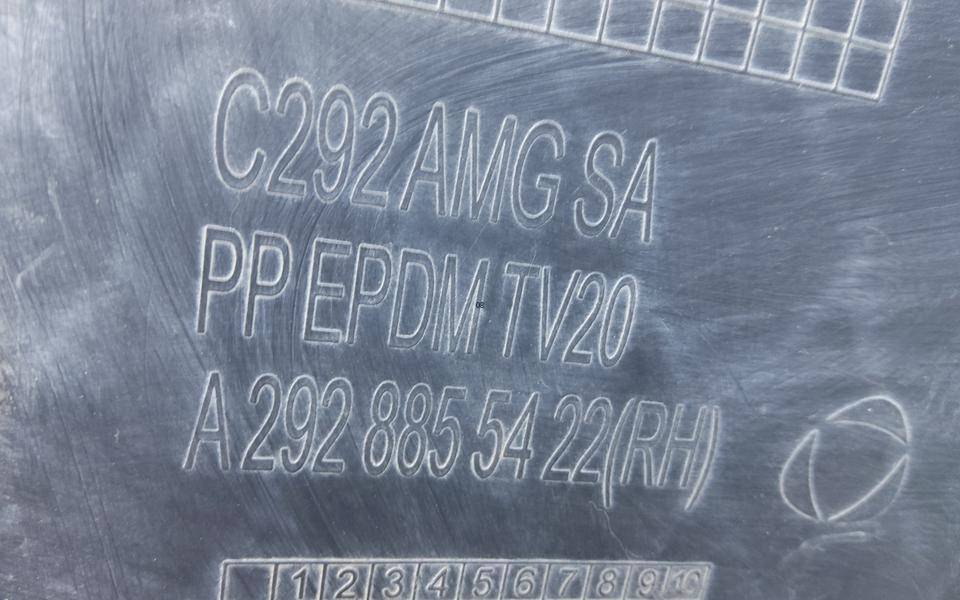 C292 AMG SA
PP EPDM TV20
A 292 885 54 22(RH)
1 2 3 4 5 6 7 8 9 10